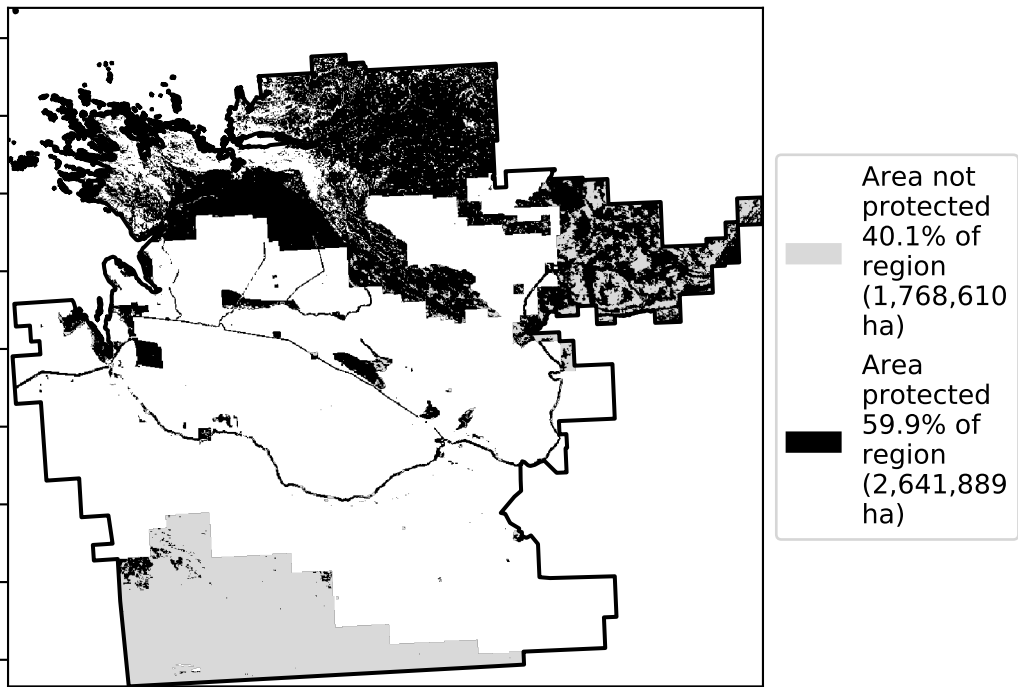 Area not
protected
40.1% of
region
(1,768,610
ha)
Area
protected
59.9% of
region
(2,641,889
ha)